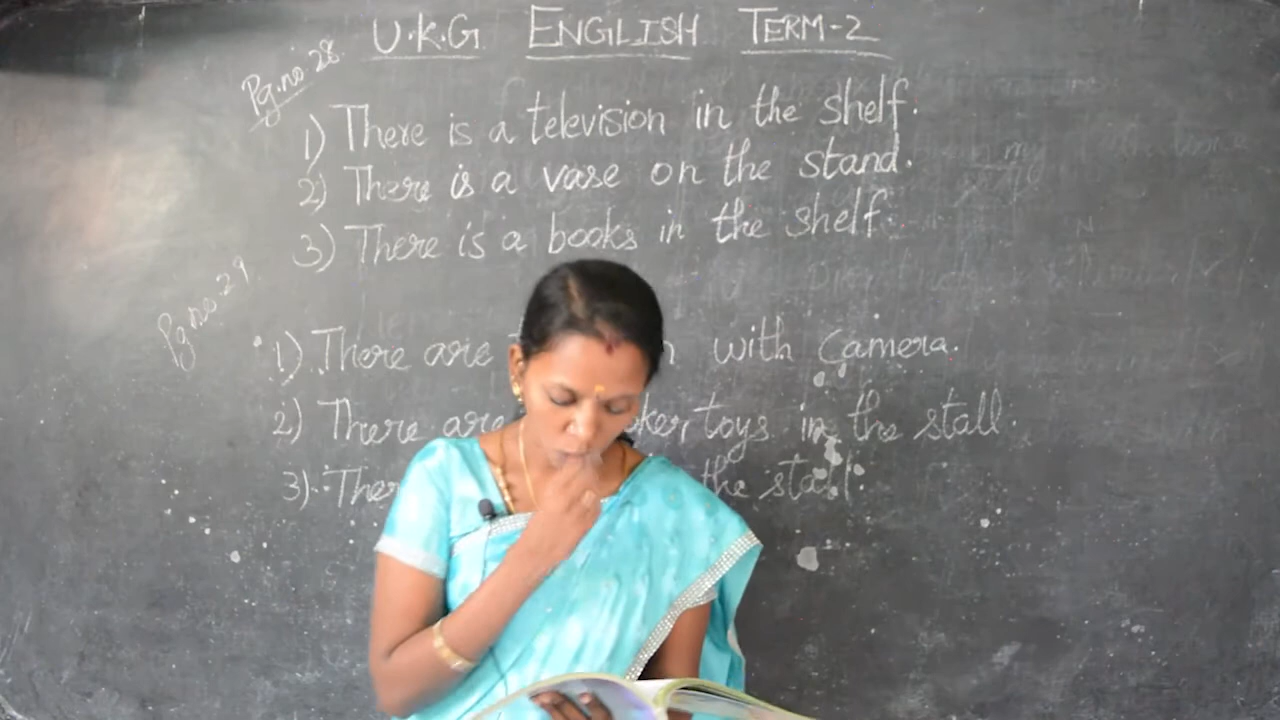 U.K.G ENGLISH TERM-2
Pg.no.28
1) There is a television in the shelf.
2) There is a vase on the stand.
3) There is a books in the shelf.
Pg.no.29
1). There are with Camera.
2) There are toys in the stall.
3). the stall.